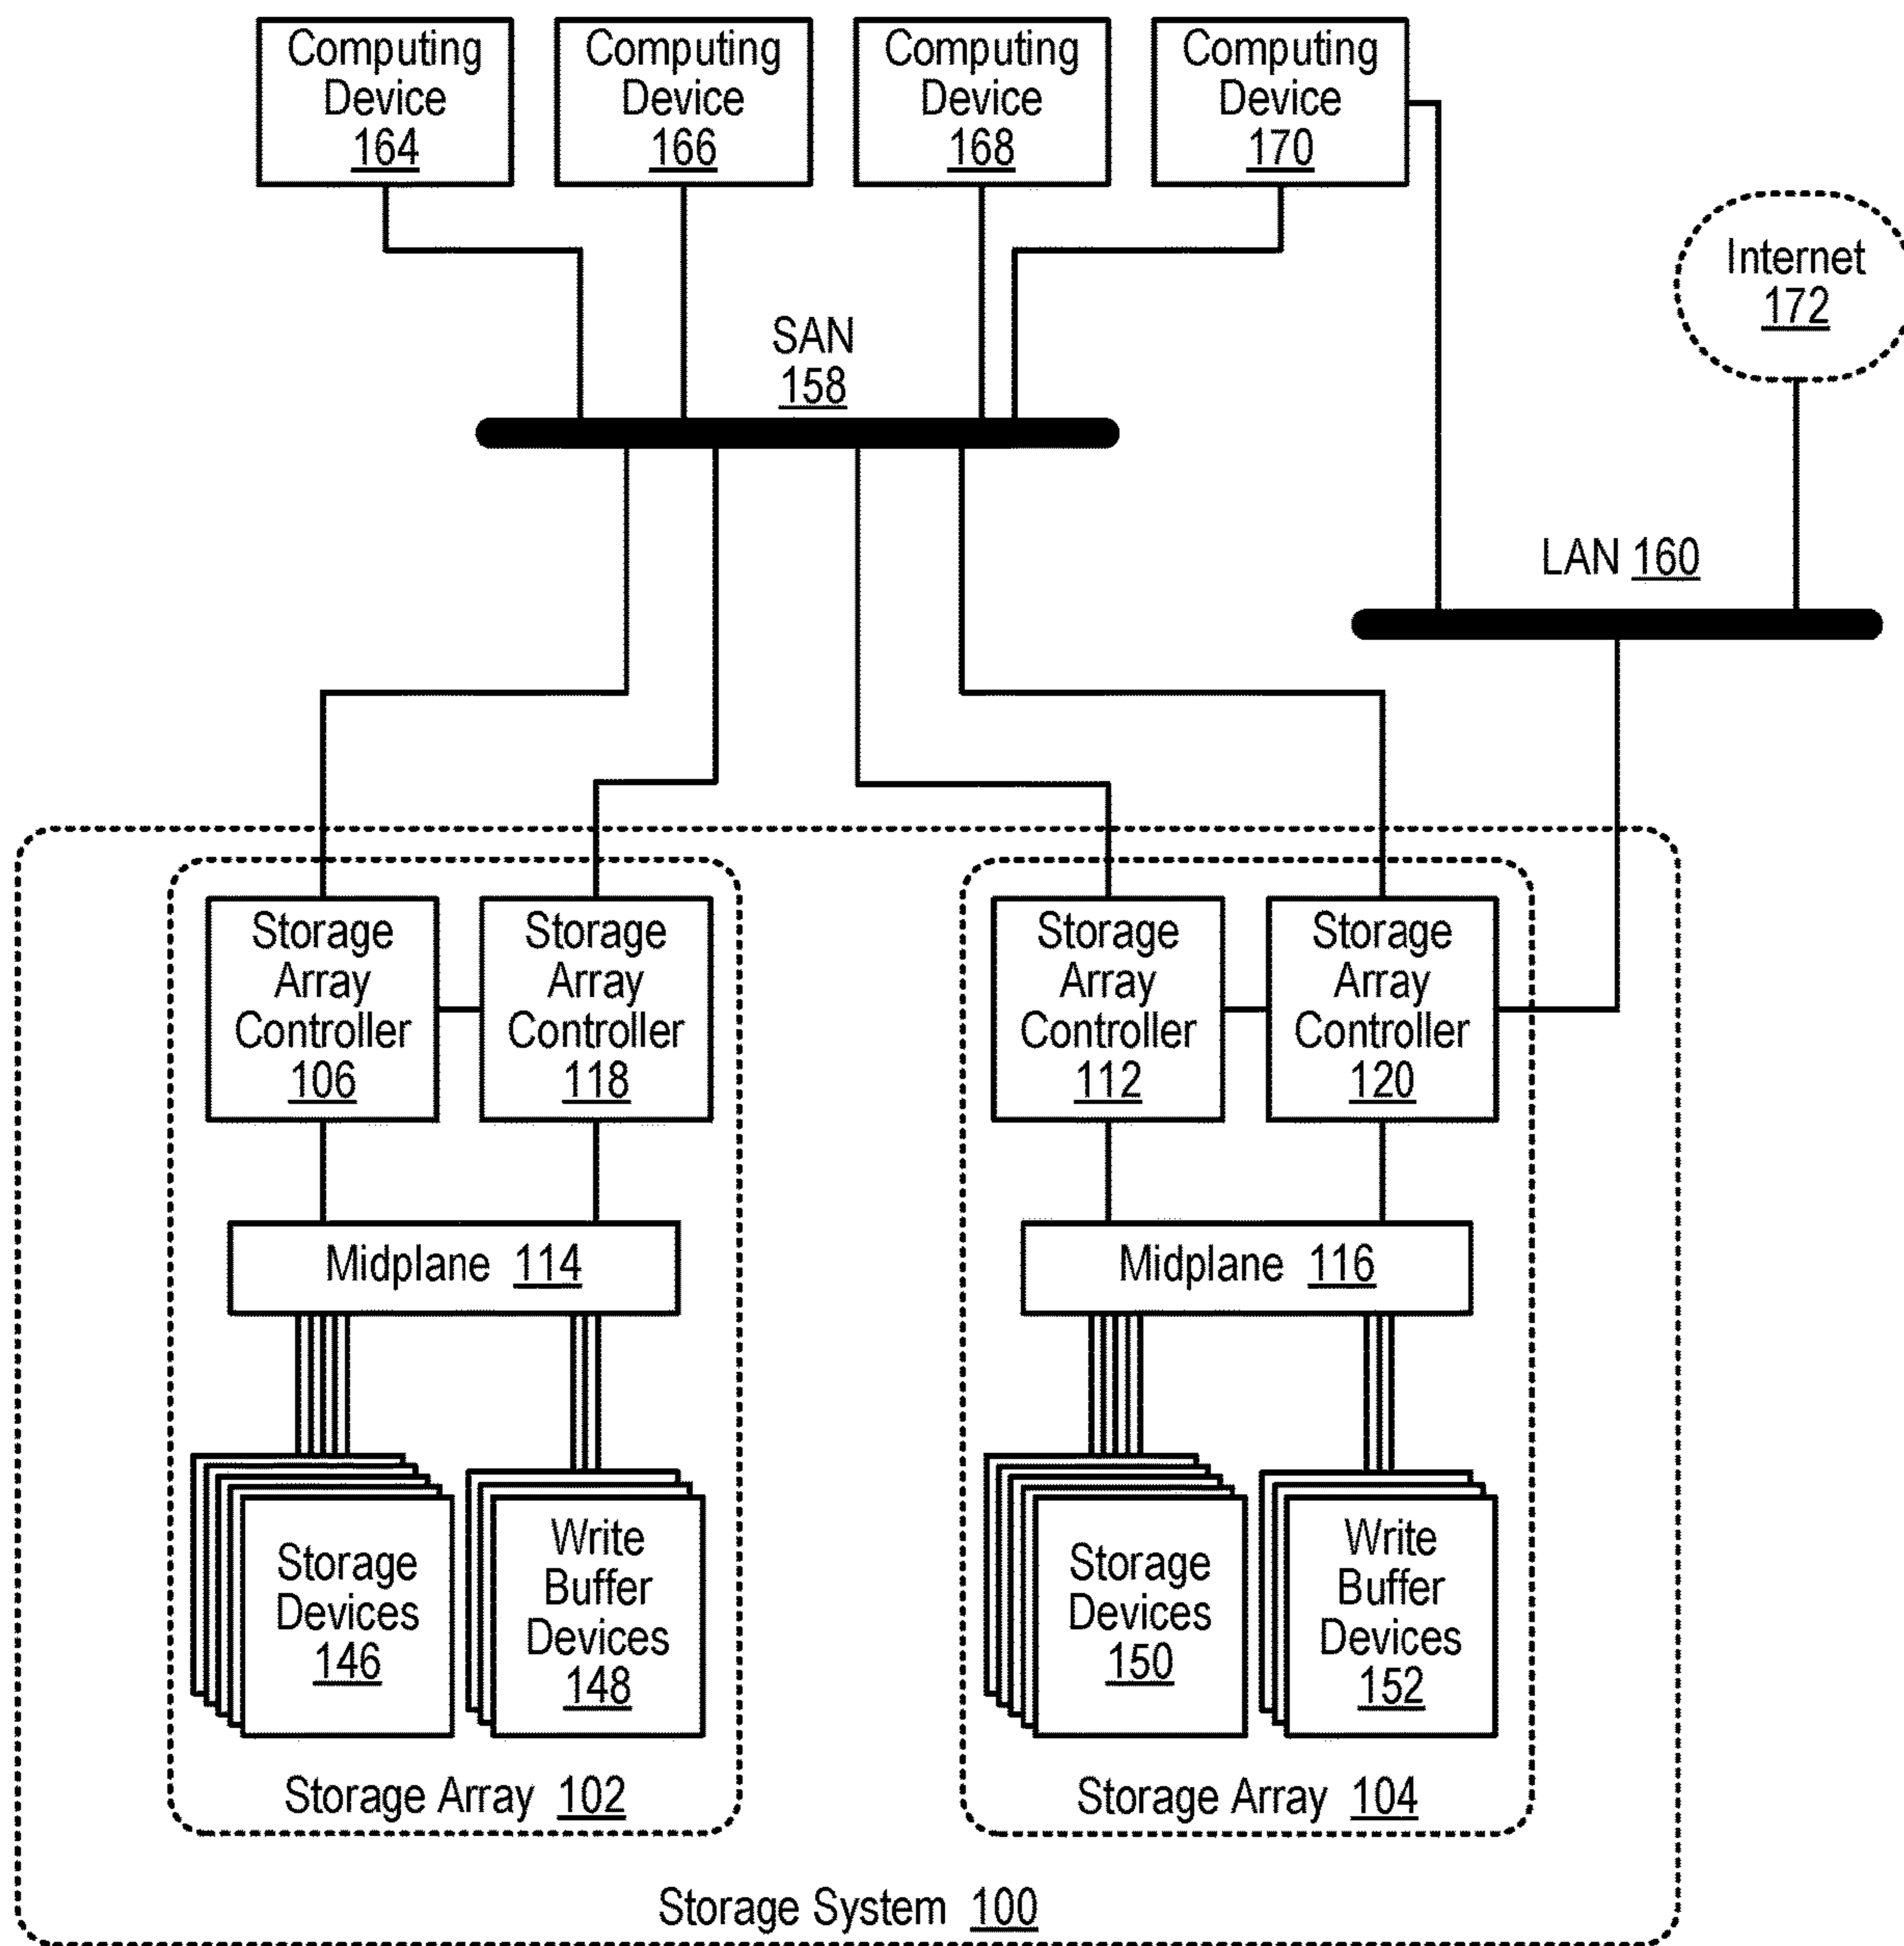 Computing
Device
164
Computing
Device
166
Computing
Device
168
Computing
Device
170
Internet
172
SAN
158
LAN 160
Storage
Array
Controller
106
Storage
Array
Controller
118
Storage
Array
Controller
112
Storage
Array
Controller
120
Midplane 114
Midplane 116
Storage
Devices
146
Write
Buffer
Devices
148
Storage
Devices
150
Write
Buffer
Devices
152
Storage Array 102
Storage Array 104
Storage System 100